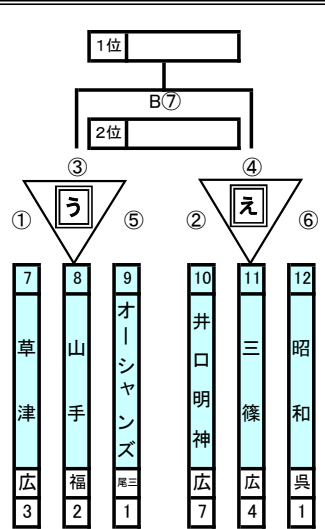 1位
B⑦
2位
③ ④
う え
① ⑤ ② ⑥
7 8 9 10 11 12
草津
山手
オーシャンズ
井口明神
三篠
昭和
広 福 尾三 広 広 呉
3 2 1 7 4 1